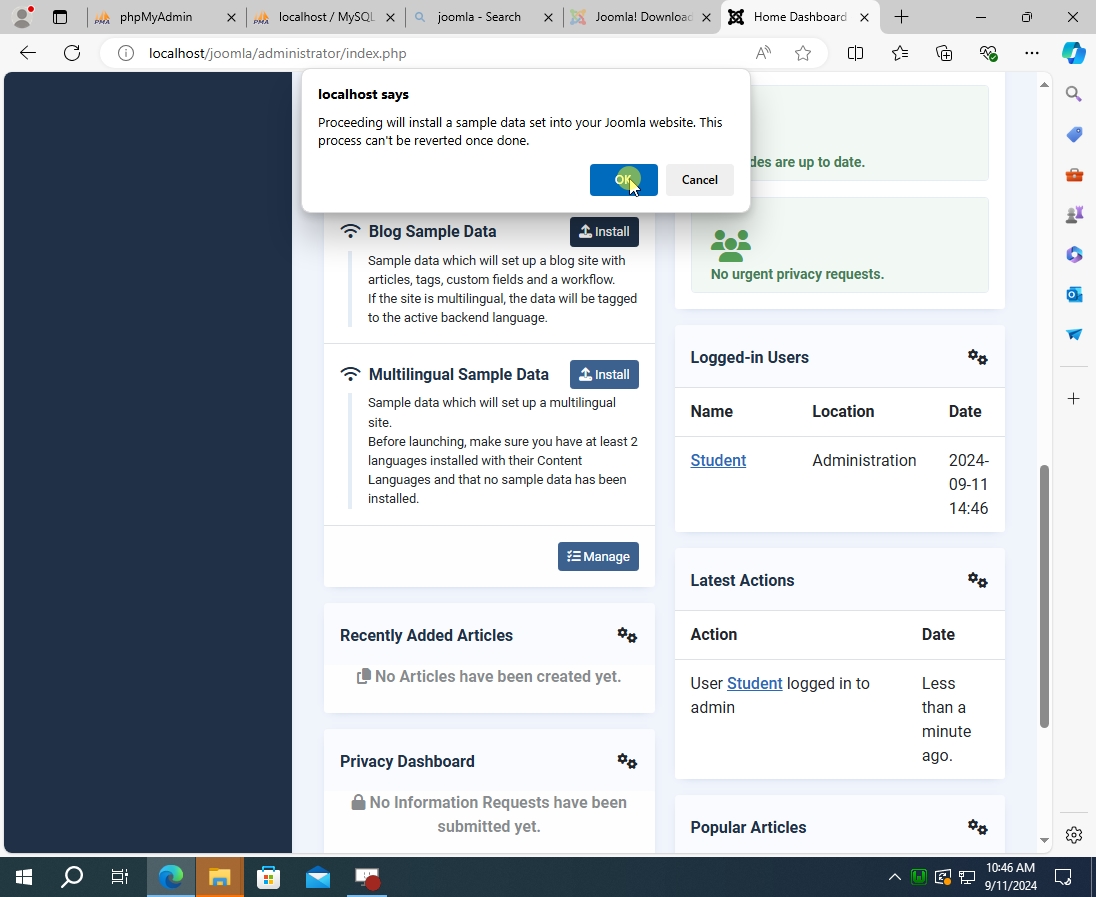 phpMyAdmin
localhost / MySQL
joomla - Search
Joomla! Download
Home Dashboard
localhost/joomla/administrator/index.php
localhost says
Proceeding will install a sample data set into your Joomla website. This
process can't be reverted once done.
OK
Cancel
des are up to date.
Blog Sample Data
Install
Sample data which will set up a blog site with
articles, tags, custom fields and a workflow.
If the site is multilingual, the data will be tagged
to the active backend language.
No urgent privacy requests.
Multilingual Sample Data
Install
Sample data which will set up a multilingual
site.
Before launching, make sure you have at least 2
languages installed with their Content
Languages and that no sample data has been
installed.
Manage
Logged-in Users
Name Location Date
Student Administration 2024-
09-11
14:46
Recently Added Articles
No Articles have been created yet.
Latest Actions
Action Date
User Student logged in to
admin
Less
than a
minute
ago.
Privacy Dashboard
No Information Requests have been
submitted yet.
Popular Articles
10:46 AM
9/11/2024